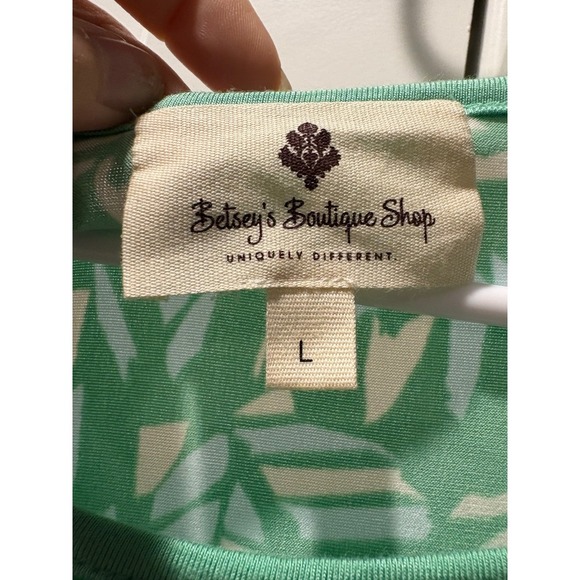 Betsey's Boutique Shop
UNIQUELY DIFFERENT.
L